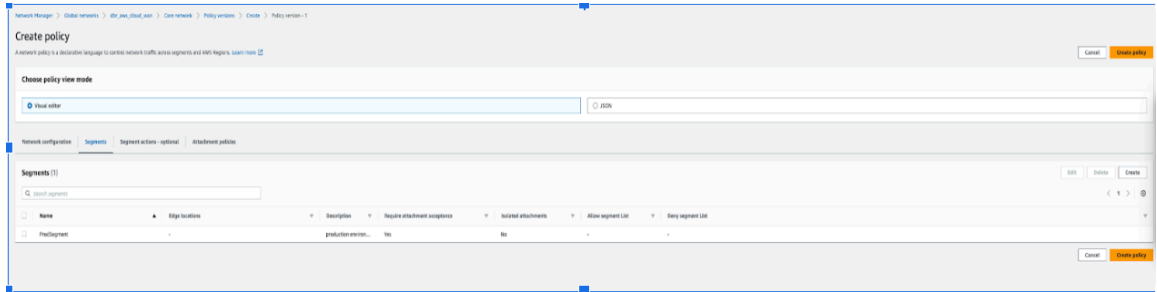 Network Manager > Global networks > dbr_aws_cloud_wan > Core network > Policy versions > Create > Policy version - 1
Create policy
A network policy is a declarative language to control network traffic across segments and AWS Regions. Learn more
Cancel Create policy
Choose policy view mode
Visual editor JSON
Network configuration Segments Segment actions - optional Attachment policies
Segments (1) Edit Delete Create
Search segments < 1 >
Name Edge locations Description Require attachment acceptance Isolated attachments Allow segment List Deny segment List
ProdSegment - production environ... Yes No - -
Cancel Create policy